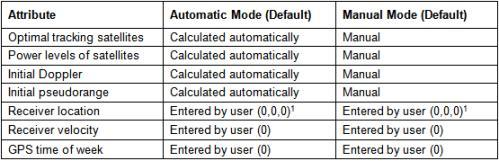 Attribute Automatic Mode (Default) Manual Mode (Default)
Optimal tracking satellites Calculated automatically Manual
Power levels of satellites Calculated automatically Manual
Initial Doppler Calculated automatically Manual
Initial pseudorange Calculated automatically Manual
Receiver location Entered by user (0,0,0)¹ Entered by user (0,0,0)¹
Receiver velocity Entered by user (0) Entered by user (0)
GPS time of week Entered by user (0) Entered by user (0)